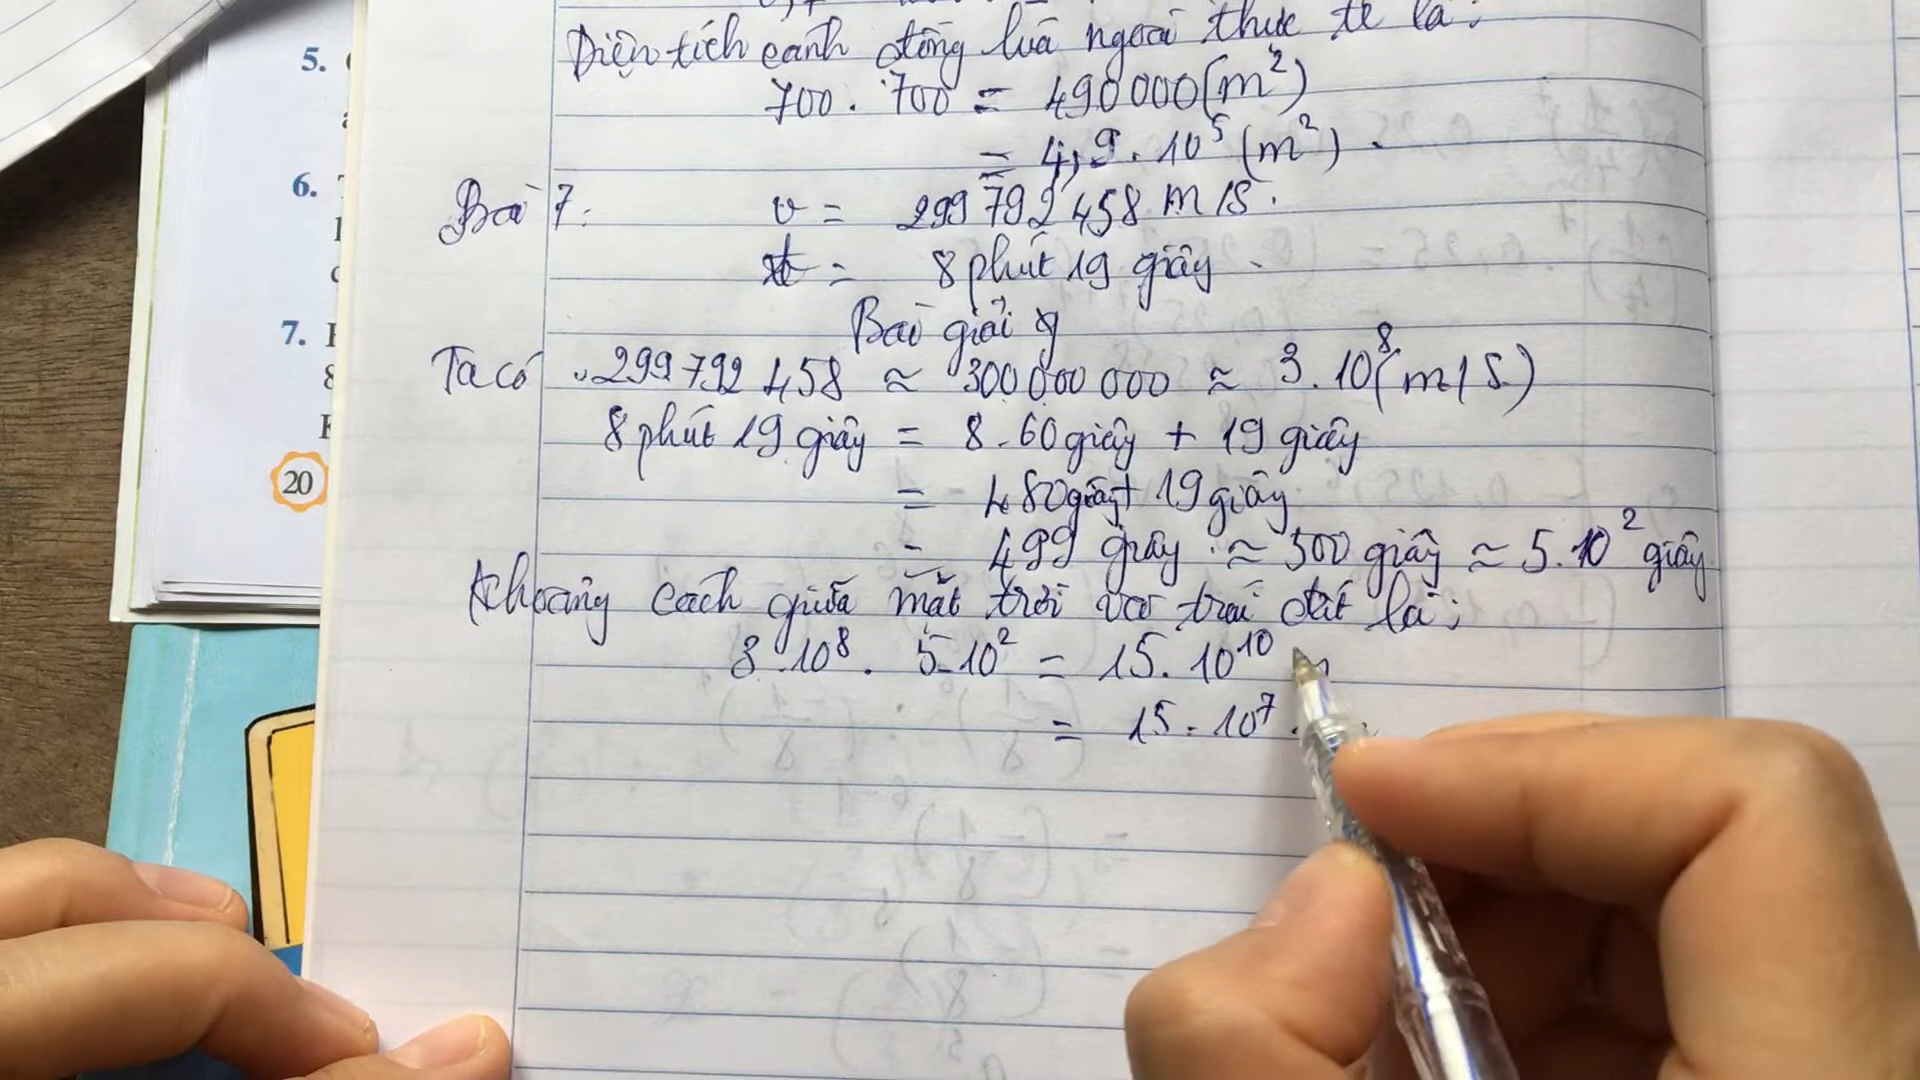 Diện tích cánh đồng lúa ngoài thực tế là:
700 . 700 = 490000(m²)
= 4,9 . 10⁵ (m²) .
Bài 7: v = 299 792 458 m/s.
t = 8 phút 19 giây .
Bài giải
Ta có 299 792 458 ≈ 300 000 000 ≈ 3 . 10⁸ (m/s)
8 phút 19 giây = 8 . 60 giây + 19 giây
= 480 giây + 19 giây
= 499 giây ≈ 500 giây ≈ 5 . 10² giây
Khoảng cách giữa mặt trời và trái đất là:
3 . 10⁸ . 5 . 10² = 15 . 10¹⁰
= 15 . 10⁷
5.
6.
7.
8
20